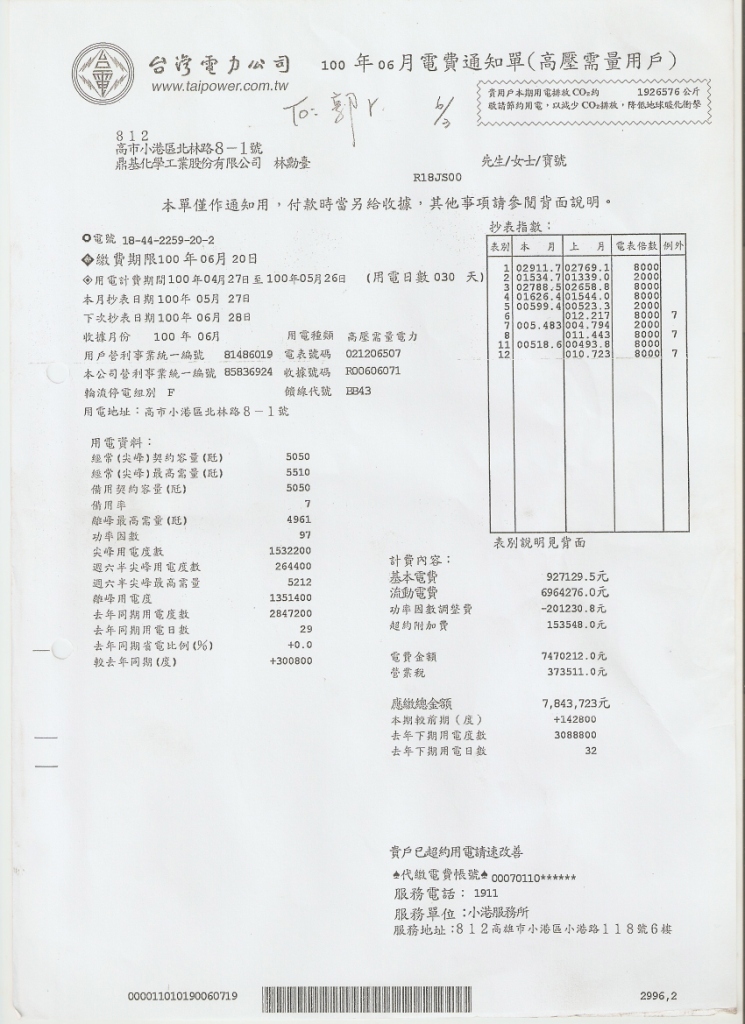 台灣電力公司 100 年 06 月電費通知單(高壓需量用戶)
www.taipower.com.tw
貴用戶本期用電排放 CO₂約 1926576 公斤
敬請節約用電,以減少 CO₂排放,降低地球暖化衝擊
To: 郭
6/3
812
高市小港區北林路8-1號
鼎基化學工業股份有限公司 林勳臺 先生/女士/寶號
R18JS00
本單僅作通知用,付款時當另給收據,其他事項請參閱背面說明。
抄表指數:
表別 本 月 上 月 電表倍數 例外
1 02911.7 02769.1 8000
2 01534.7 01339.0 2000
3 02788.5 02658.8 8000
4 01626.4 01544.0 8000
5 00599.4 00523.3 2000
6 012.217 8000 7
7 005.483 004.794 2000
8 011.443 8000 7
11 00518.6 00493.8 8000
12 010.723 8000 7
表別說明見背面
電號 18-44-2259-20-2
繳費期限100 年 06月 20日
用電計費期間100 年04月27日 至 100年05月26日 (用電日數 030 天)
本月抄表日期100 年 05月 27日
下次抄表日期100 年 06月 28日
收據月份 100 年 06月 用電種類 高壓需量電力
用戶營利事業統一編號 81486019 電表號碼 021206507
本公司營利事業統一編號 85836924 收據號碼 R00606071
輪流停電組別 F 饋線代號 BB43
用電地址:高市小港區北林路8-1號
用電資料:
經常(尖峰)契約容量(瓩) 5050
經常(尖峰)最高需量(瓩) 5510
備用契約容量(瓩) 5050
備用率 7
離峰最高需量(瓩) 4961
功率因數 97
尖峰用電度數 1532200
週六半尖峰用電度數 264400
週六半尖峰最高需量 5212
離峰用電度 1351400
去年同期用電度數 2847200
去年同期用電日數 29
去年同期省電比例(%) +0.0
較去年同期(度) +300800
計費內容:
基本電費 927129.5元
流動電費 6964276.0元
功率因數調整費 -201230.8元
超約附加費 153548.0元
電費金額 7470212.0元
營業稅 373511.0元
應繳總金額 7,843,723元
本期較前期(度) +142800
去年下期用電度數 3088800
去年下期用電日數 32
貴戶已超約用電請速改善
♠代繳電費帳號♠ 00070110******
服務電話: 1911
服務單位:小港服務所
服務地址:812高雄市小港區小港路118號6樓
000011010190060719
2996,2